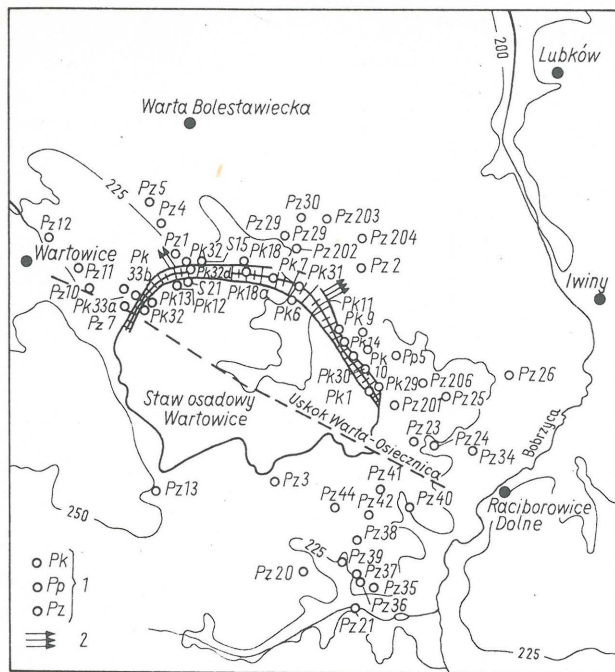 200
Lubków
Warta Bolesławiecka
225
Pz5
Pz4
Pz30
Pz203
Pz12
Pz29
Pz29
Pz204
Pz202
Pz1
Pk32
S15
Pk18
Wartowice
Pk
33b
Pk7
Pk31
Pz2
Pz11
Pk32d
Iwiny
Pz10
S21
Pk13
Pk12
Pk18a
Pk6
Pk11
Pk33a
Pk32
Pk9
Pz7
Pk14
Pp5
Pk
10
Pk30
Pk29
Pz206
Pz26
Pk1
Pz25
Staw osadowy
Wartowice
Pz201
Uskok Warta-Osiecznica
Pz23
Bobrzyca
Pz24
Pz34
Pz3
Pz41
Pz13
Pz44
Pz42
Pz40
Raciborowice
Dolne
250
Pz38
225
Pz39
Pk
Pz20
Pz37
Pp
1
Pz35
Pz
Pz36
2
Pz21
225